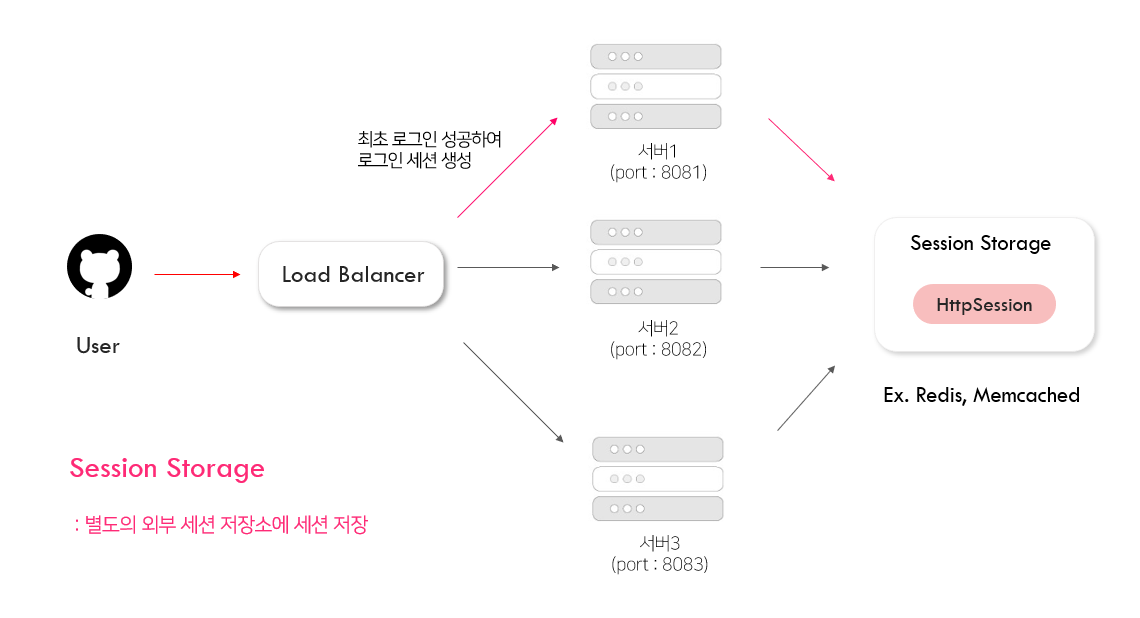 최초 로그인 성공하여
로그인 세션 생성
서버1
(port : 8081)
Session Storage
HttpSession
Load Balancer
User
서버2
(port : 8082)
Ex. Redis, Memcached
Session Storage
: 별도의 외부 세션 저장소에 세션 저장
서버3
(port : 8083)